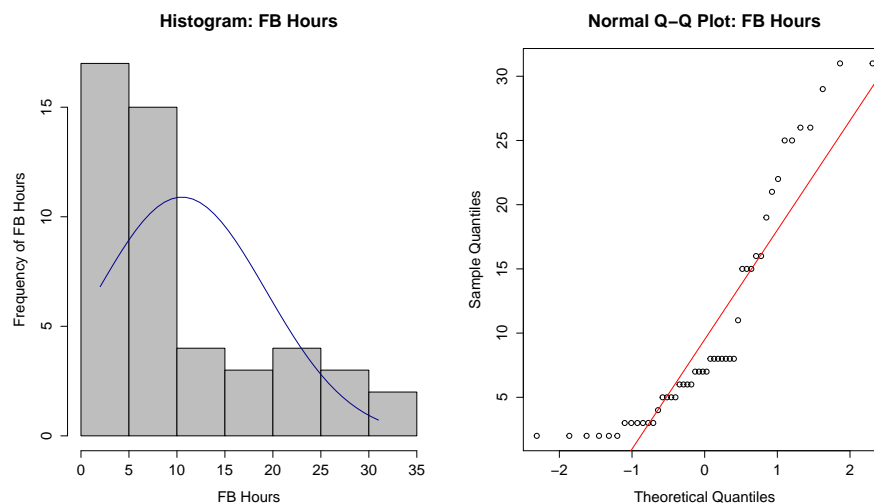 Histogram: FB Hours
Frequency of FB Hours
15
10
5
0
0 5 10 15 20 25 30 35
FB Hours
Normal Q−Q Plot: FB Hours
Sample Quantiles
30
25
20
15
10
5
−2 −1 0 1 2
Theoretical Quantiles